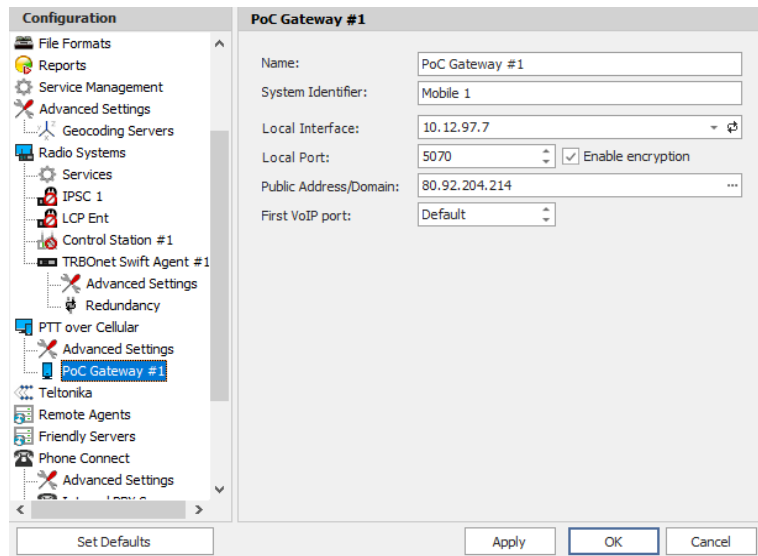 Configuration
File Formats
Reports
Service Management
Advanced Settings
Geocoding Servers
Radio Systems
Services
IPSC 1
LCP Ent
Control Station #1
TRBOnet Swift Agent #1
Advanced Settings
Redundancy
PTT over Cellular
Advanced Settings
PoC Gateway #1
Teltonika
Remote Agents
Friendly Servers
Phone Connect
Advanced Settings
Set Defaults
PoC Gateway #1
Name: PoC Gateway #1
System Identifier: Mobile 1
Local Interface: 10.12.97.7
Local Port: 5070 Enable encryption
Public Address/Domain: 80.92.204.214 ...
First VoIP port: Default
Apply OK Cancel